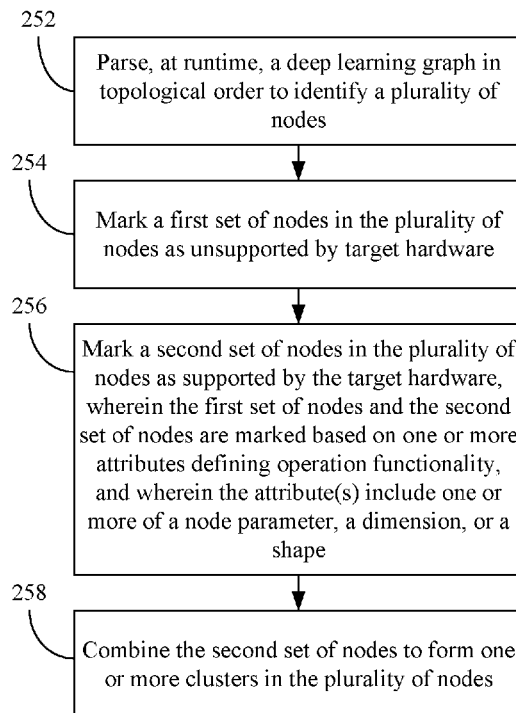 252
Parse, at runtime, a deep learning graph in
topological order to identify a plurality of
nodes
254
Mark a first set of nodes in the plurality of
nodes as unsupported by target hardware
256
Mark a second set of nodes in the plurality of
nodes as supported by the target hardware,
wherein the first set of nodes and the second
set of nodes are marked based on one or more
attributes defining operation functionality,
and wherein the attribute(s) include one or
more of a node parameter, a dimension, or a
shape
258
Combine the second set of nodes to form one
or more clusters in the plurality of nodes